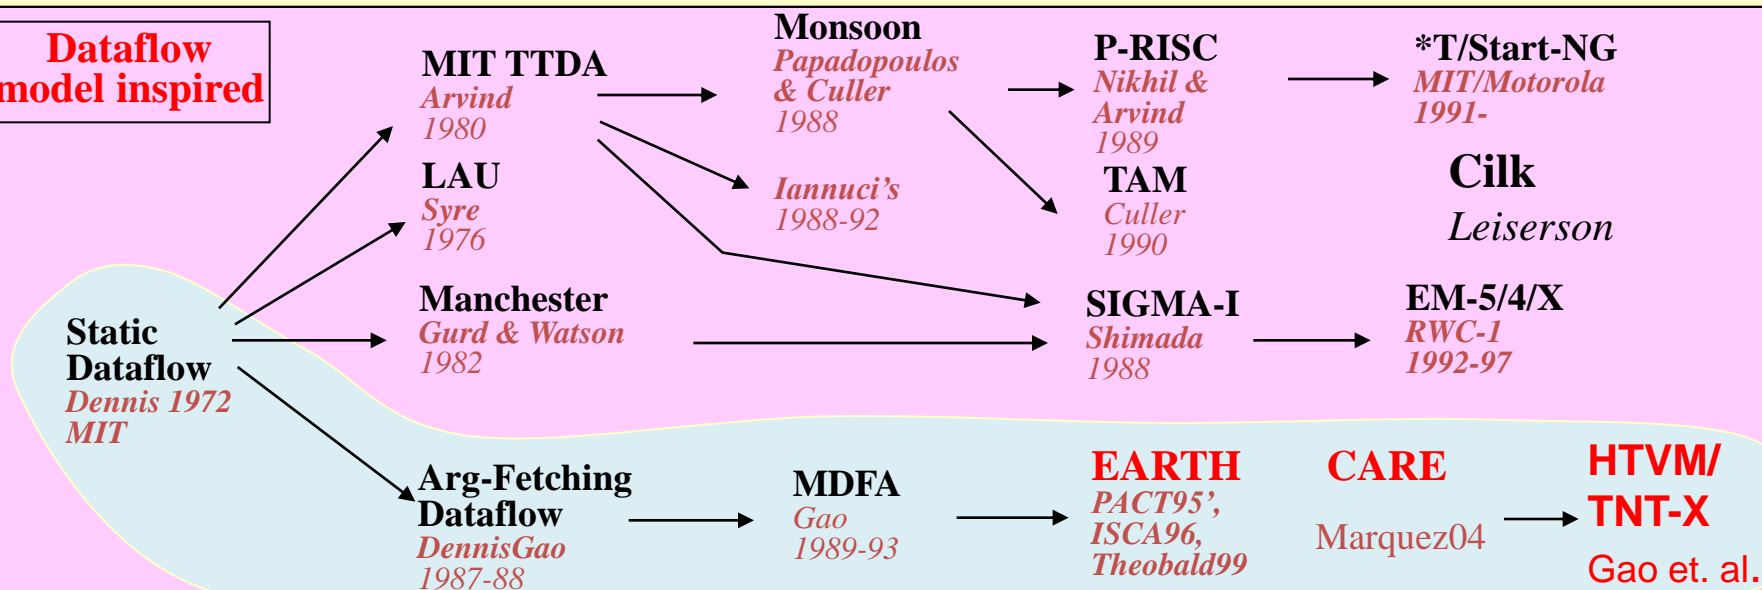 Dataflow
model inspired
MIT TTDA
Arvind
1980
Monsoon
Papadopoulos
& Culler
1988
P-RISC
Nikhil &
Arvind
1989
*T/Start-NG
MIT/Motorola
1991-
LAU
Syre
1976
Iannuci’s
1988-92
TAM
Culler
1990
Cilk
Leiserson
Static
Dataflow
Dennis 1972
MIT
Manchester
Gurd & Watson
1982
SIGMA-I
Shimada
1988
EM-5/4/X
RWC-1
1992-97
Arg-Fetching
Dataflow
DennisGao
1987-88
MDFA
Gao
1989-93
EARTH
PACT95’,
ISCA96,
Theobald99
CARE
Marquez04
HTVM/
TNT-X
Gao et. al.